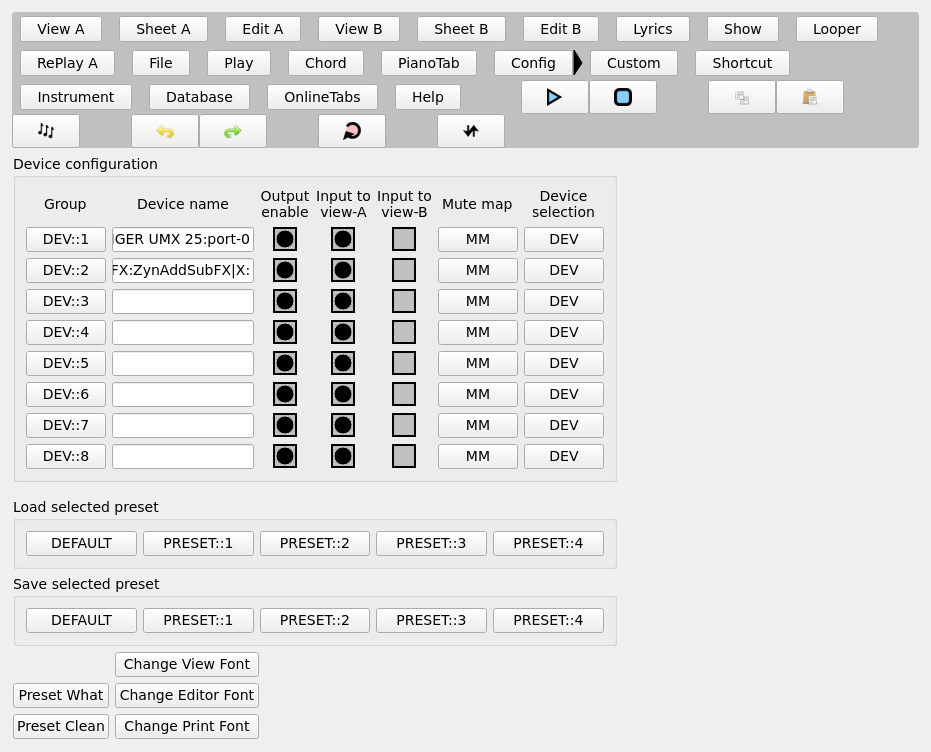 View A Sheet A Edit A View B Sheet B Edit B Lyrics Show Looper
RePlay A File Play Chord PianoTab Config Custom Shortcut
Instrument Database OnlineTabs Help
Device configuration
Group Device name Output enable Input to view-A Input to view-B Mute map Device selection
DEV::1 GER UMX 25:port-0 MM DEV
DEV::2 FX:ZynAddSubFX|X: MM DEV
DEV::3 MM DEV
DEV::4 MM DEV
DEV::5 MM DEV
DEV::6 MM DEV
DEV::7 MM DEV
DEV::8 MM DEV
Load selected preset
DEFAULT PRESET::1 PRESET::2 PRESET::3 PRESET::4
Save selected preset
DEFAULT PRESET::1 PRESET::2 PRESET::3 PRESET::4
Change View Font
Preset What Change Editor Font
Preset Clean Change Print Font